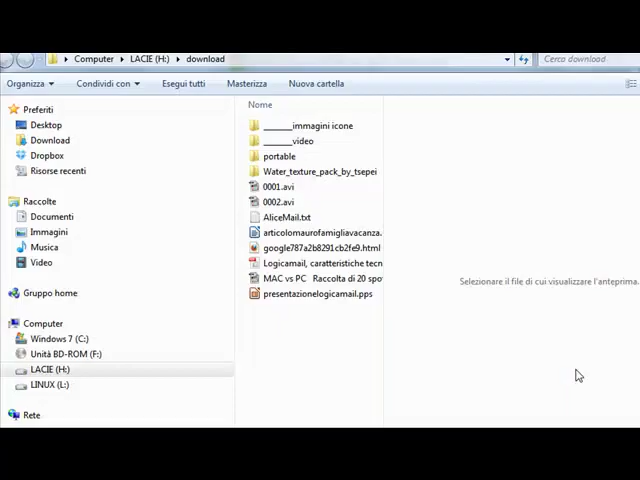 Computer LACIE (H:) download Cerca download
Organizza Condividi con Esegui tutti Masterizza Nuova cartella
Preferiti
Desktop
Download
Dropbox
Risorse recenti
Raccolte
Documenti
Immagini
Musica
Video
Gruppo home
Computer
Windows 7 (C:)
Unità BD-ROM (F:)
LACIE (H:)
LINUX (L:)
Rete
Nome
______immagini icone
______video
portable
Water_texture_pack_by_tsepei
0001.avi
0002.avi
AliceMail.txt
articolomaurofamigliavacanza.
google787a2b8291cb2fe9.html
Logicamail, caratteristiche tecn
MAC vs PC Raccolta di 20 spo
presentazionelogicamail.pps
Selezionare il file di cui visualizzare l'anteprima.